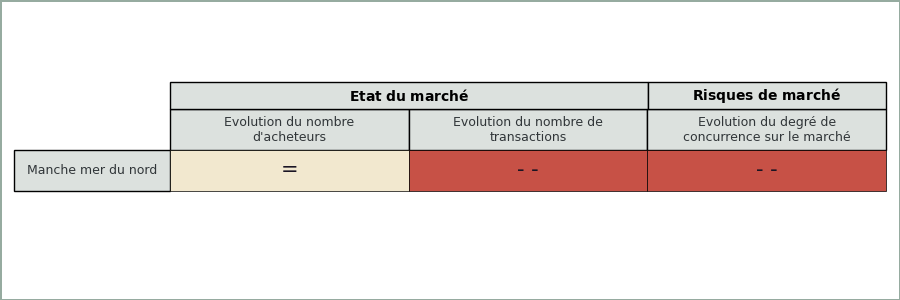 Etat du marché
Risques de marché
Evolution du nombre
d'acheteurs
Evolution du nombre de
transactions
Evolution du degré de
concurrence sur le marché
Manche mer du nord
=
- -
- -